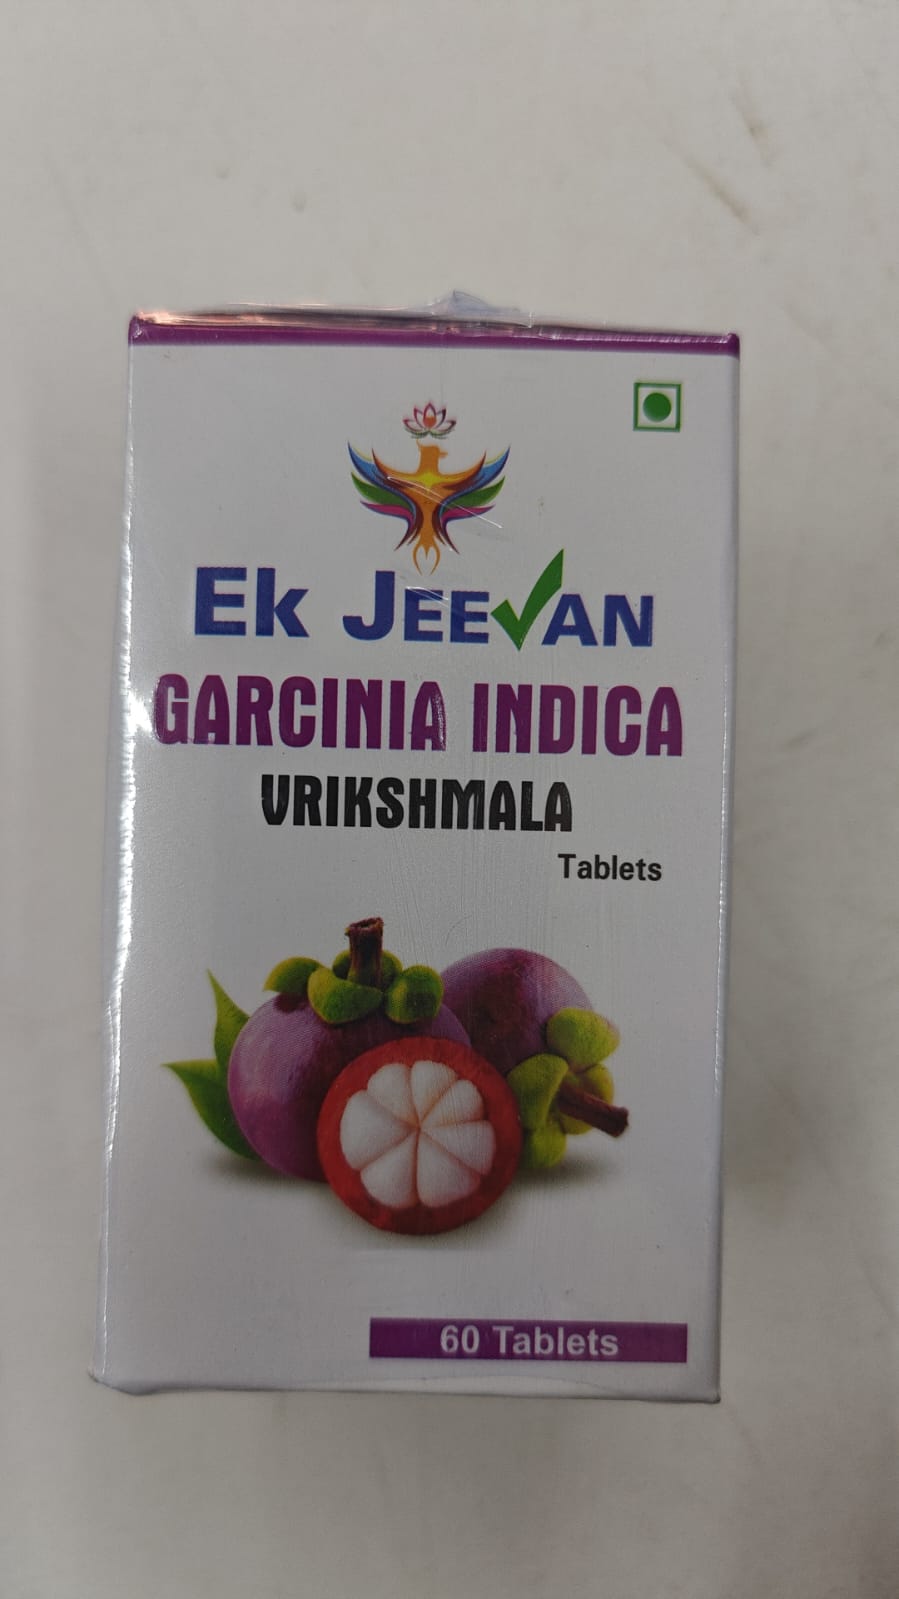 Ek JEEVAN
GARCINIA INDICA
VRIKSHMALA
Tablets
60 Tablets